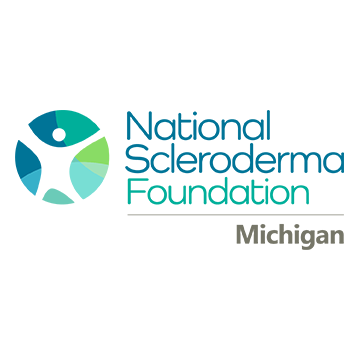 National
Scleroderma
Foundation
Michigan